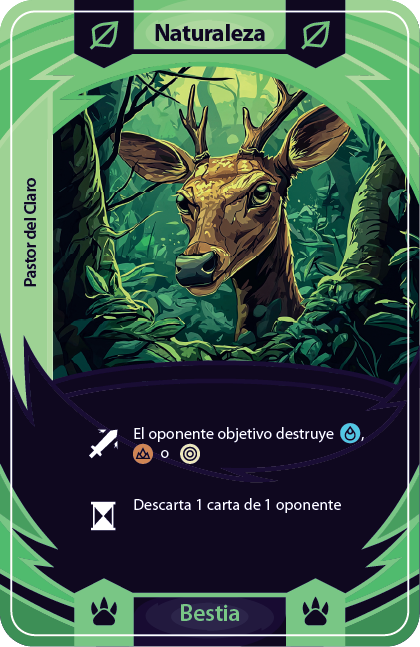 Naturaleza
Pastor del Claro
El oponente objetivo destruye ,
o
Descarta 1 carta de 1 oponente
Bestia